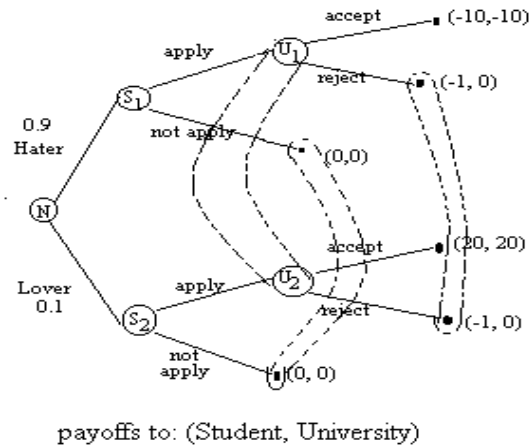 accept
(-10,-10)
U1
apply
reject
S1
(-1, 0)
0.9
Hater
not apply
(0,0)
N
accept
(20, 20)
Lover
0.1
apply
U2
S2
reject
(-1, 0)
not
apply
(0, 0)
payoffs to: (Student, University)